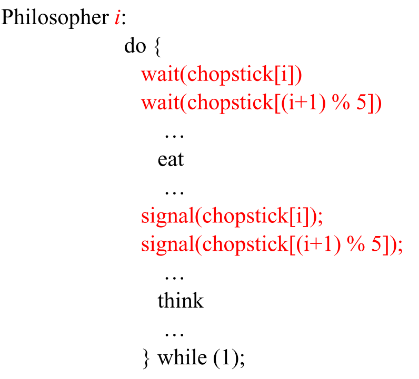 Philosopher i:
do {
wait(chopstick[i])
wait(chopstick[(i+1) % 5])
…
eat
…
signal(chopstick[i]);
signal(chopstick[(i+1) % 5]);
…
think
…
} while (1);